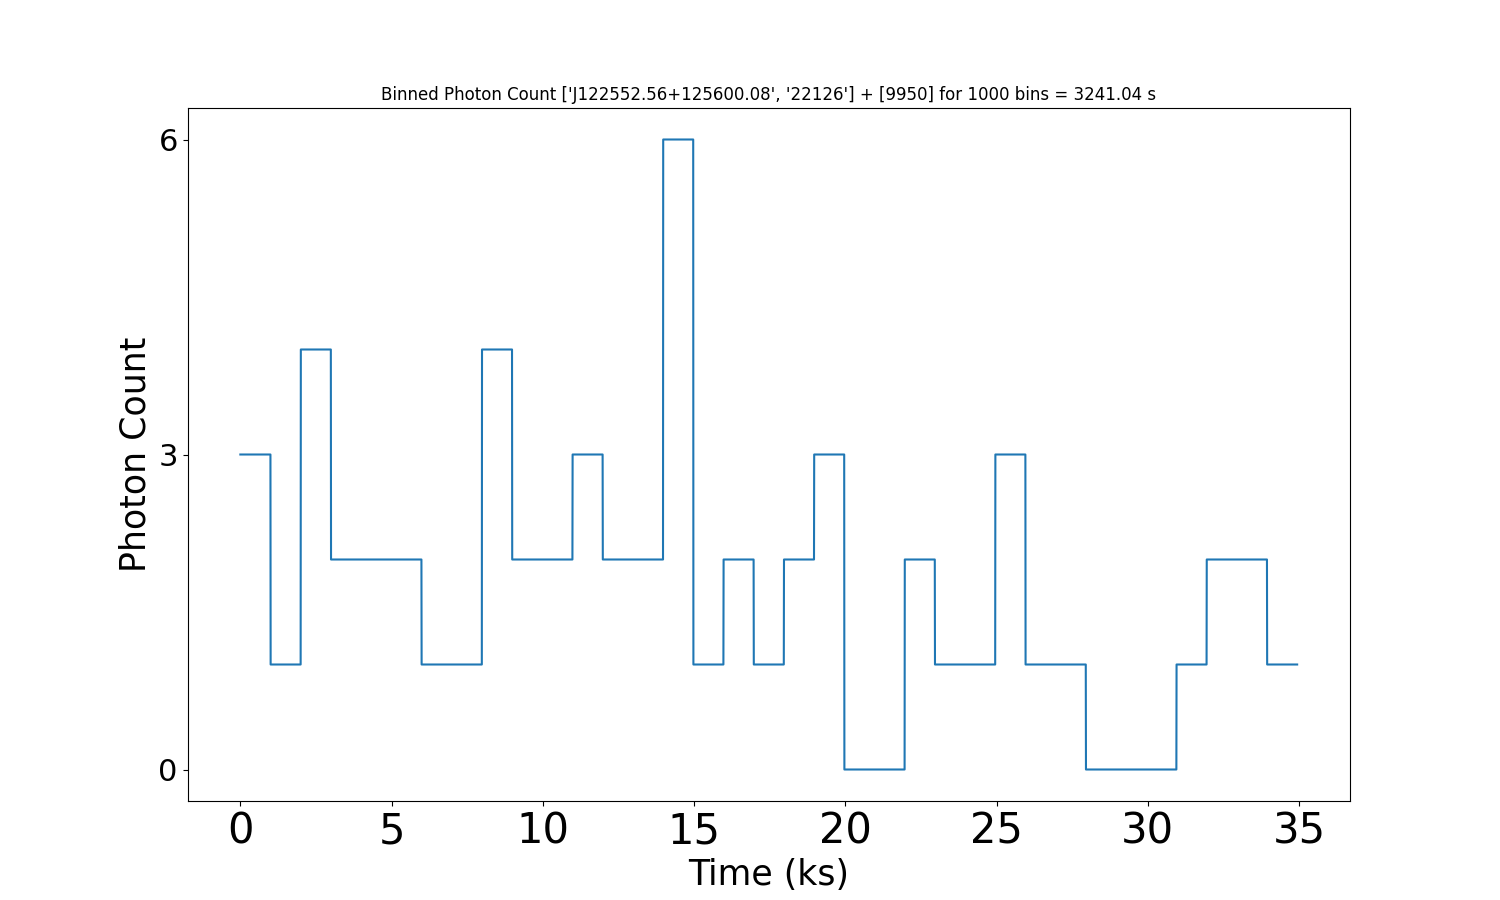 Binned Photon Count ['J122552.56+125600.08', '22126'] + [9950] for 1000 bins = 3241.04 s
6
3
0
Photon Count
0 5 10 15 20 25 30 35
Time (ks)